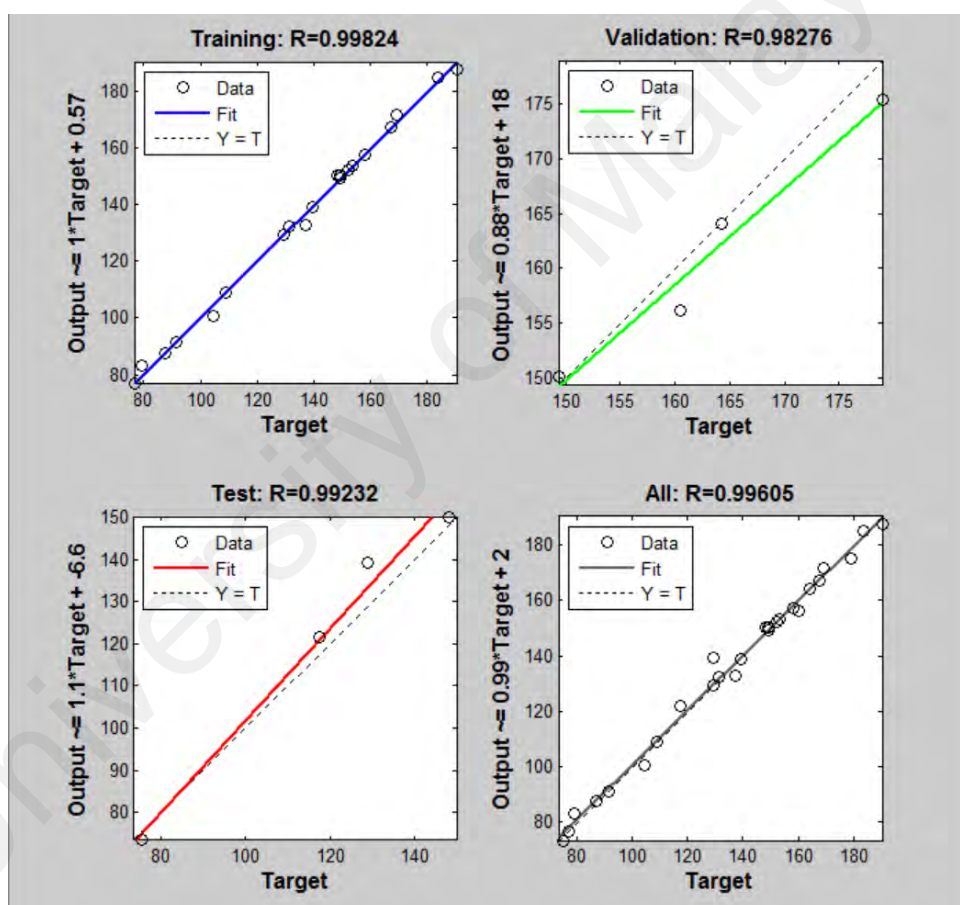 Training: R=0.99824
Output ~= 1*Target + 0.57
180
160
140
120
100
80
Data
Fit
Y = T
80 100 120 140 160 180
Target
Validation: R=0.98276
Output ~= 0.88*Target + 18
175
170
165
160
155
150
Data
Fit
Y = T
150 155 160 165 170 175
Target
Test: R=0.99232
Output ~= 1.1*Target + -6.6
150
140
130
120
110
100
90
80
Data
Fit
Y = T
80 100 120 140
Target
All: R=0.99605
Output ~= 0.99*Target + 2
180
160
140
120
100
80
Data
Fit
Y = T
80 100 120 140 160 180
Target
University of Malay